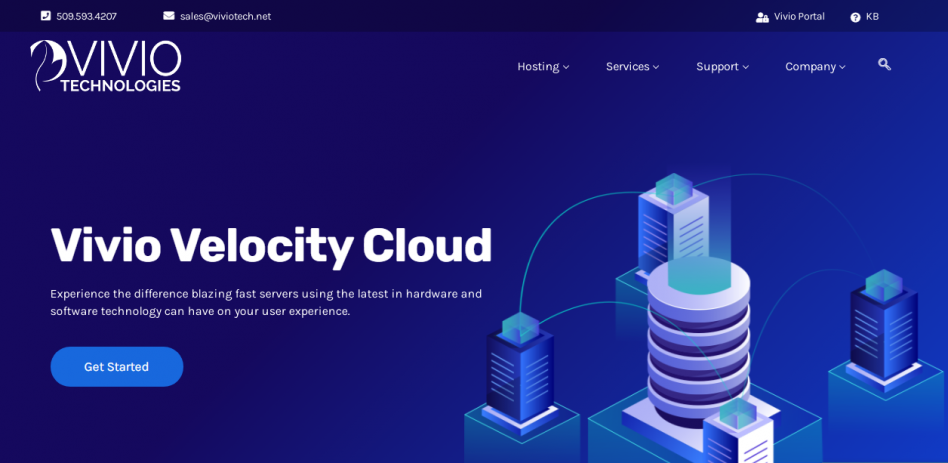 509.593.4207
sales@viviotech.net
Vivio Portal
KB
VIVIO
TECHNOLOGIES
Hosting
Services
Support
Company
Vivio Velocity Cloud
Experience the difference blazing fast servers using the latest in hardware and
software technology can have on your user experience.
Get Started